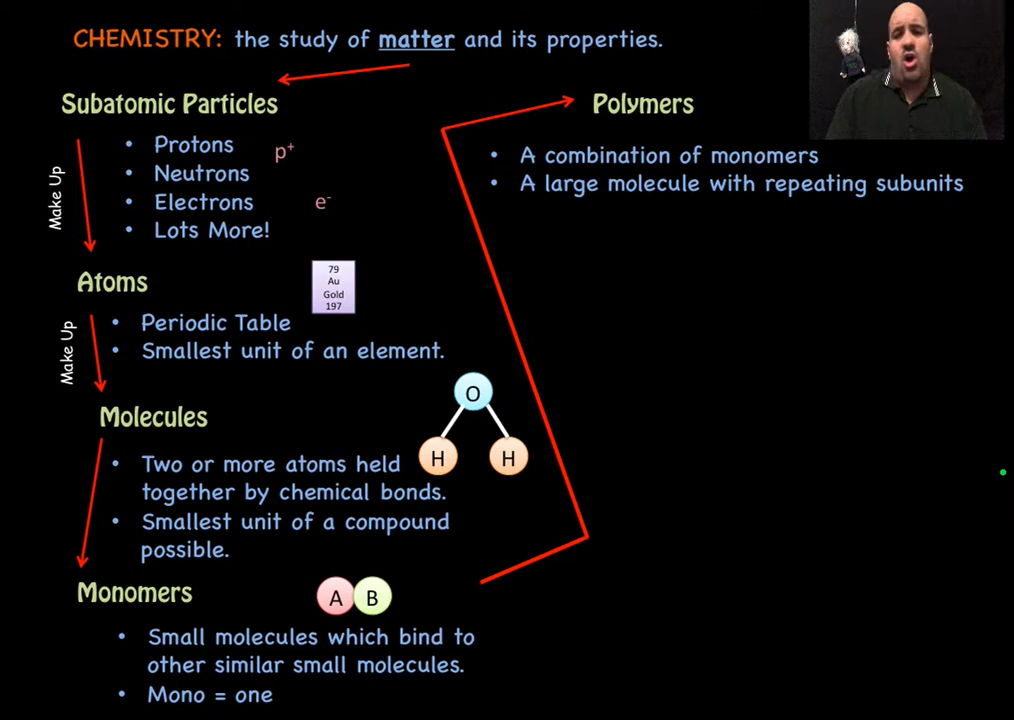 CHEMISTRY: the study of matter and its properties.
Subatomic Particles
Make Up
• Protons
p+
• Neutrons
• Electrons
e-
• Lots More!
Atoms
79
Au
Gold
197
Make Up
• Periodic Table
• Smallest unit of an element.
Molecules
O
H H
• Two or more atoms held
together by chemical bonds.
• Smallest unit of a compound
possible.
Monomers
A B
• Small molecules which bind to
other similar small molecules.
• Mono = one
Polymers
• A combination of monomers
• A large molecule with repeating subunits